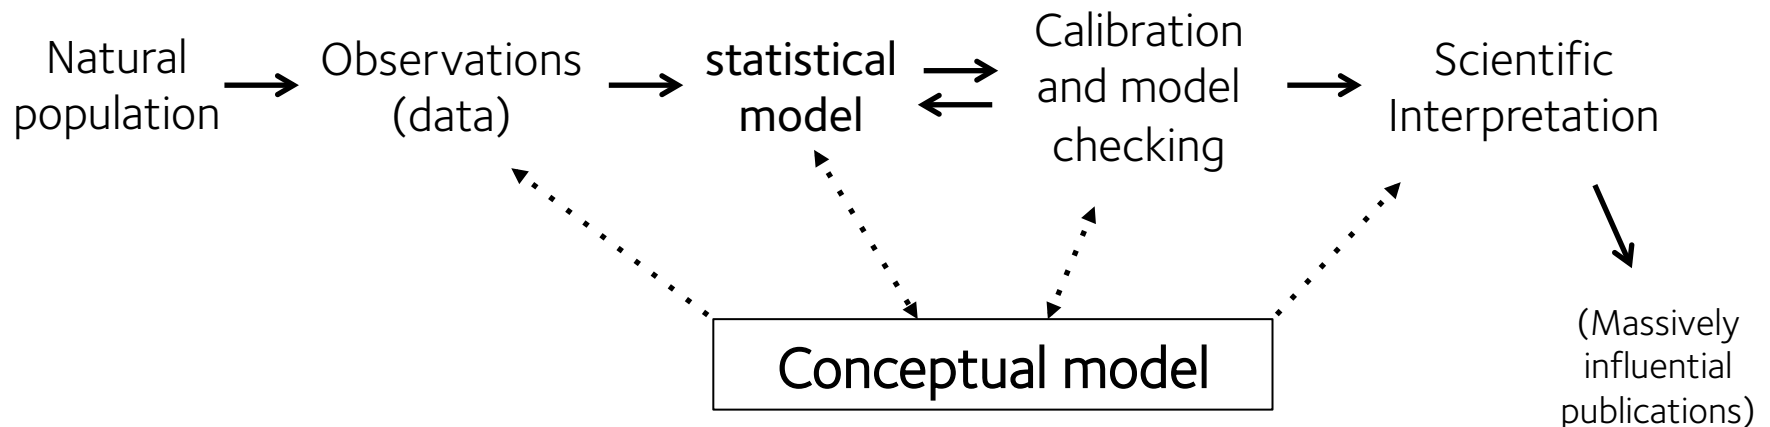 Natural
population
Observations
(data)
statistical
model
Calibration
and model
checking
Scientific
Interpretation
Conceptual model
(Massively
influential
publications)